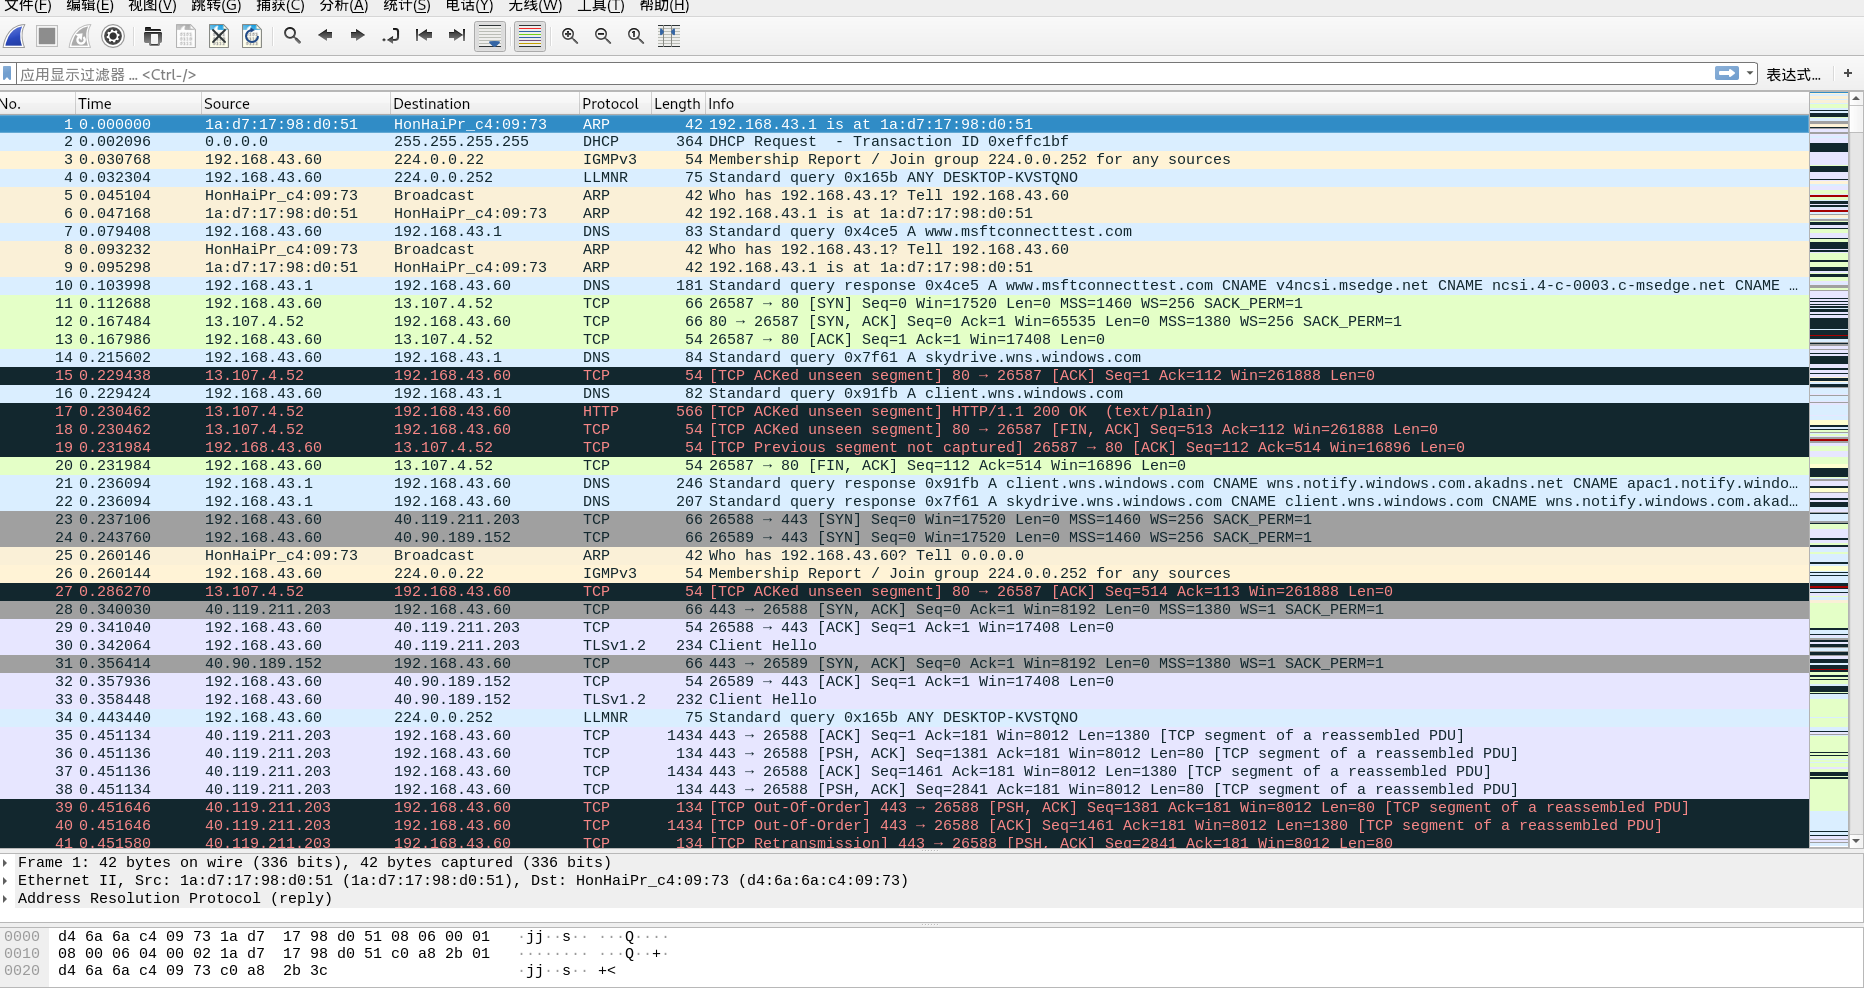 文件(F) 编辑(E) 视图(V) 跳转(G) 捕获(C) 分析(A) 统计(S) 电话(Y) 无线(W) 工具(T) 帮助(H)
应用显示过滤器 … <Ctrl-/> 表达式… +
No. Time Source Destination Protocol Length Info
1 0.000000 1a:d7:17:98:d0:51 HonHaiPr_c4:09:73 ARP 42 192.168.43.1 is at 1a:d7:17:98:d0:51
2 0.002096 0.0.0.0 255.255.255.255 DHCP 364 DHCP Request - Transaction ID 0xeffc1bf
3 0.030768 192.168.43.60 224.0.0.22 IGMPv3 54 Membership Report / Join group 224.0.0.252 for any sources
4 0.032304 192.168.43.60 224.0.0.252 LLMNR 75 Standard query 0x165b ANY DESKTOP-KVSTQNO
5 0.045104 HonHaiPr_c4:09:73 Broadcast ARP 42 Who has 192.168.43.1? Tell 192.168.43.60
6 0.047168 1a:d7:17:98:d0:51 HonHaiPr_c4:09:73 ARP 42 192.168.43.1 is at 1a:d7:17:98:d0:51
7 0.079408 192.168.43.60 192.168.43.1 DNS 83 Standard query 0x4ce5 A www.msftconnecttest.com
8 0.093232 HonHaiPr_c4:09:73 Broadcast ARP 42 Who has 192.168.43.1? Tell 192.168.43.60
9 0.095298 1a:d7:17:98:d0:51 HonHaiPr_c4:09:73 ARP 42 192.168.43.1 is at 1a:d7:17:98:d0:51
10 0.103998 192.168.43.1 192.168.43.60 DNS 181 Standard query response 0x4ce5 A www.msftconnecttest.com CNAME v4ncsi.msedge.net CNAME ncsi.4-c-0003.c-msedge.net CNAME …
11 0.112688 192.168.43.60 13.107.4.52 TCP 66 26587 → 80 [SYN] Seq=0 Win=17520 Len=0 MSS=1460 WS=256 SACK_PERM=1
12 0.167484 13.107.4.52 192.168.43.60 TCP 66 80 → 26587 [SYN, ACK] Seq=0 Ack=1 Win=65535 Len=0 MSS=1380 WS=256 SACK_PERM=1
13 0.167986 192.168.43.60 13.107.4.52 TCP 54 26587 → 80 [ACK] Seq=1 Ack=1 Win=17408 Len=0
14 0.215602 192.168.43.60 192.168.43.1 DNS 84 Standard query 0x7f61 A skydrive.wns.windows.com
15 0.229438 13.107.4.52 192.168.43.60 TCP 54 [TCP ACKed unseen segment] 80 → 26587 [ACK] Seq=1 Ack=112 Win=261888 Len=0
16 0.229424 192.168.43.60 192.168.43.1 DNS 82 Standard query 0x91fb A client.wns.windows.com
17 0.230462 13.107.4.52 192.168.43.60 HTTP 566 [TCP ACKed unseen segment] HTTP/1.1 200 OK (text/plain)
18 0.230462 13.107.4.52 192.168.43.60 TCP 54 [TCP ACKed unseen segment] 80 → 26587 [FIN, ACK] Seq=513 Ack=112 Win=261888 Len=0
19 0.231984 192.168.43.60 13.107.4.52 TCP 54 [TCP Previous segment not captured] 26587 → 80 [ACK] Seq=112 Ack=514 Win=16896 Len=0
20 0.231984 192.168.43.60 13.107.4.52 TCP 54 26587 → 80 [FIN, ACK] Seq=112 Ack=514 Win=16896 Len=0
21 0.236094 192.168.43.1 192.168.43.60 DNS 246 Standard query response 0x91fb A client.wns.windows.com CNAME wns.notify.windows.com.akadns.net CNAME apac1.notify.windo…
22 0.236094 192.168.43.1 192.168.43.60 DNS 207 Standard query response 0x7f61 A skydrive.wns.windows.com CNAME client.wns.windows.com CNAME wns.notify.windows.com.akad…
23 0.237106 192.168.43.60 40.119.211.203 TCP 66 26588 → 443 [SYN] Seq=0 Win=17520 Len=0 MSS=1460 WS=256 SACK_PERM=1
24 0.243760 192.168.43.60 40.90.189.152 TCP 66 26589 → 443 [SYN] Seq=0 Win=17520 Len=0 MSS=1460 WS=256 SACK_PERM=1
25 0.260146 HonHaiPr_c4:09:73 Broadcast ARP 42 Who has 192.168.43.60? Tell 0.0.0.0
26 0.260144 192.168.43.60 224.0.0.22 IGMPv3 54 Membership Report / Join group 224.0.0.252 for any sources
27 0.286270 13.107.4.52 192.168.43.60 TCP 54 [TCP ACKed unseen segment] 80 → 26587 [ACK] Seq=514 Ack=113 Win=261888 Len=0
28 0.340030 40.119.211.203 192.168.43.60 TCP 66 443 → 26588 [SYN, ACK] Seq=0 Ack=1 Win=8192 Len=0 MSS=1380 WS=1 SACK_PERM=1
29 0.341040 192.168.43.60 40.119.211.203 TCP 54 26588 → 443 [ACK] Seq=1 Ack=1 Win=17408 Len=0
30 0.342064 192.168.43.60 40.119.211.203 TLSv1.2 234 Client Hello
31 0.356414 40.90.189.152 192.168.43.60 TCP 66 443 → 26589 [SYN, ACK] Seq=0 Ack=1 Win=8192 Len=0 MSS=1380 WS=1 SACK_PERM=1
32 0.357936 192.168.43.60 40.90.189.152 TCP 54 26589 → 443 [ACK] Seq=1 Ack=1 Win=17408 Len=0
33 0.358448 192.168.43.60 40.90.189.152 TLSv1.2 232 Client Hello
34 0.443440 192.168.43.60 224.0.0.252 LLMNR 75 Standard query 0x165b ANY DESKTOP-KVSTQNO
35 0.451134 40.119.211.203 192.168.43.60 TCP 1434 443 → 26588 [ACK] Seq=1 Ack=181 Win=8012 Len=1380 [TCP segment of a reassembled PDU]
36 0.451136 40.119.211.203 192.168.43.60 TCP 134 443 → 26588 [PSH, ACK] Seq=1381 Ack=181 Win=8012 Len=80 [TCP segment of a reassembled PDU]
37 0.451136 40.119.211.203 192.168.43.60 TCP 1434 443 → 26588 [ACK] Seq=1461 Ack=181 Win=8012 Len=1380 [TCP segment of a reassembled PDU]
38 0.451134 40.119.211.203 192.168.43.60 TCP 134 443 → 26588 [PSH, ACK] Seq=2841 Ack=181 Win=8012 Len=80 [TCP segment of a reassembled PDU]
39 0.451646 40.119.211.203 192.168.43.60 TCP 134 [TCP Out-Of-Order] 443 → 26588 [PSH, ACK] Seq=1381 Ack=181 Win=8012 Len=80 [TCP segment of a reassembled PDU]
40 0.451646 40.119.211.203 192.168.43.60 TCP 1434 [TCP Out-Of-Order] 443 → 26588 [ACK] Seq=1461 Ack=181 Win=8012 Len=1380 [TCP segment of a reassembled PDU]
41 0.451580 40.119.211.203 192.168.43.60 TCP 134 [TCP Retransmission] 443 → 26588 [PSH, ACK] Seq=2841 Ack=181 Win=8012 Len=80
Frame 1: 42 bytes on wire (336 bits), 42 bytes captured (336 bits)
Ethernet II, Src: 1a:d7:17:98:d0:51 (1a:d7:17:98:d0:51), Dst: HonHaiPr_c4:09:73 (d4:6a:6a:c4:09:73)
Address Resolution Protocol (reply)
0000 d4 6a 6a c4 09 73 1a d7 17 98 d0 51 08 06 00 01 ·jj··s·· ···Q····
0010 08 00 06 04 00 02 1a d7 17 98 d0 51 c0 a8 2b 01 ········ ···Q··+·
0020 d4 6a 6a c4 09 73 c0 a8 2b 3c ·jj··s·· +<